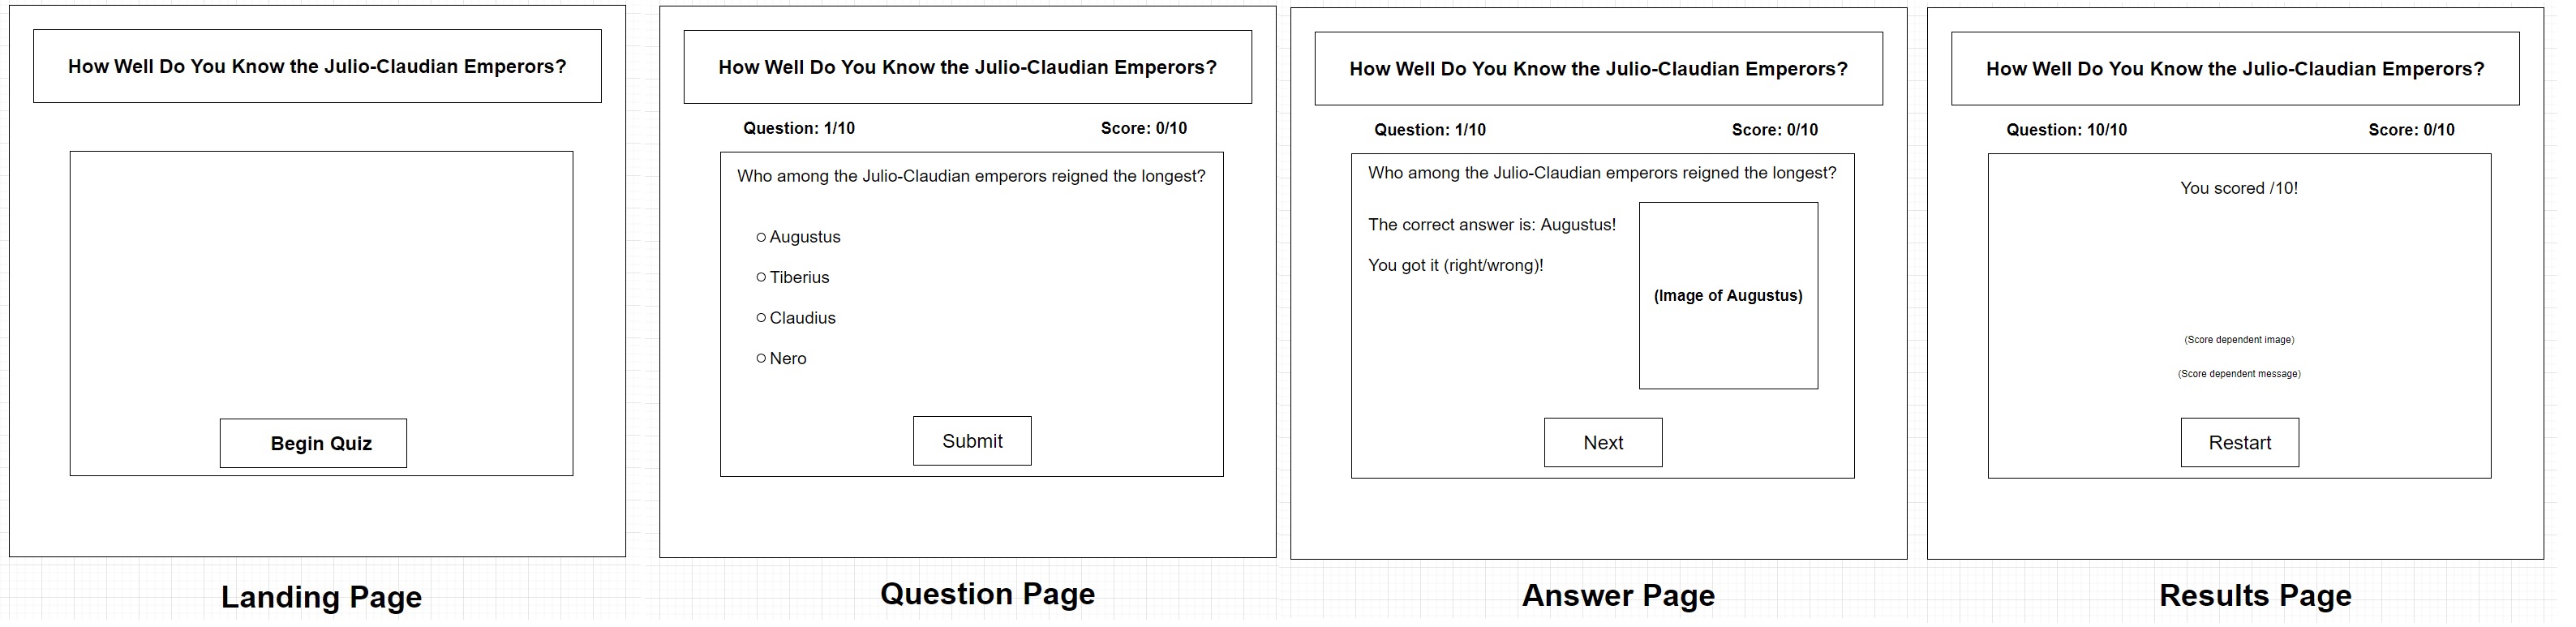 How Well Do You Know the Julio-Claudian Emperors?
Begin Quiz
Landing Page
How Well Do You Know the Julio-Claudian Emperors?
Question: 1/10
Score: 0/10
Who among the Julio-Claudian emperors reigned the longest?
Augustus
Tiberius
Claudius
Nero
Submit
Question Page
How Well Do You Know the Julio-Claudian Emperors?
Question: 1/10
Score: 0/10
Who among the Julio-Claudian emperors reigned the longest?
The correct answer is: Augustus!
You got it (right/wrong)!
(Image of Augustus)
Next
Answer Page
How Well Do You Know the Julio-Claudian Emperors?
Question: 10/10
Score: 0/10
You scored /10!
(Score dependent image)
(Score dependent message)
Restart
Results Page